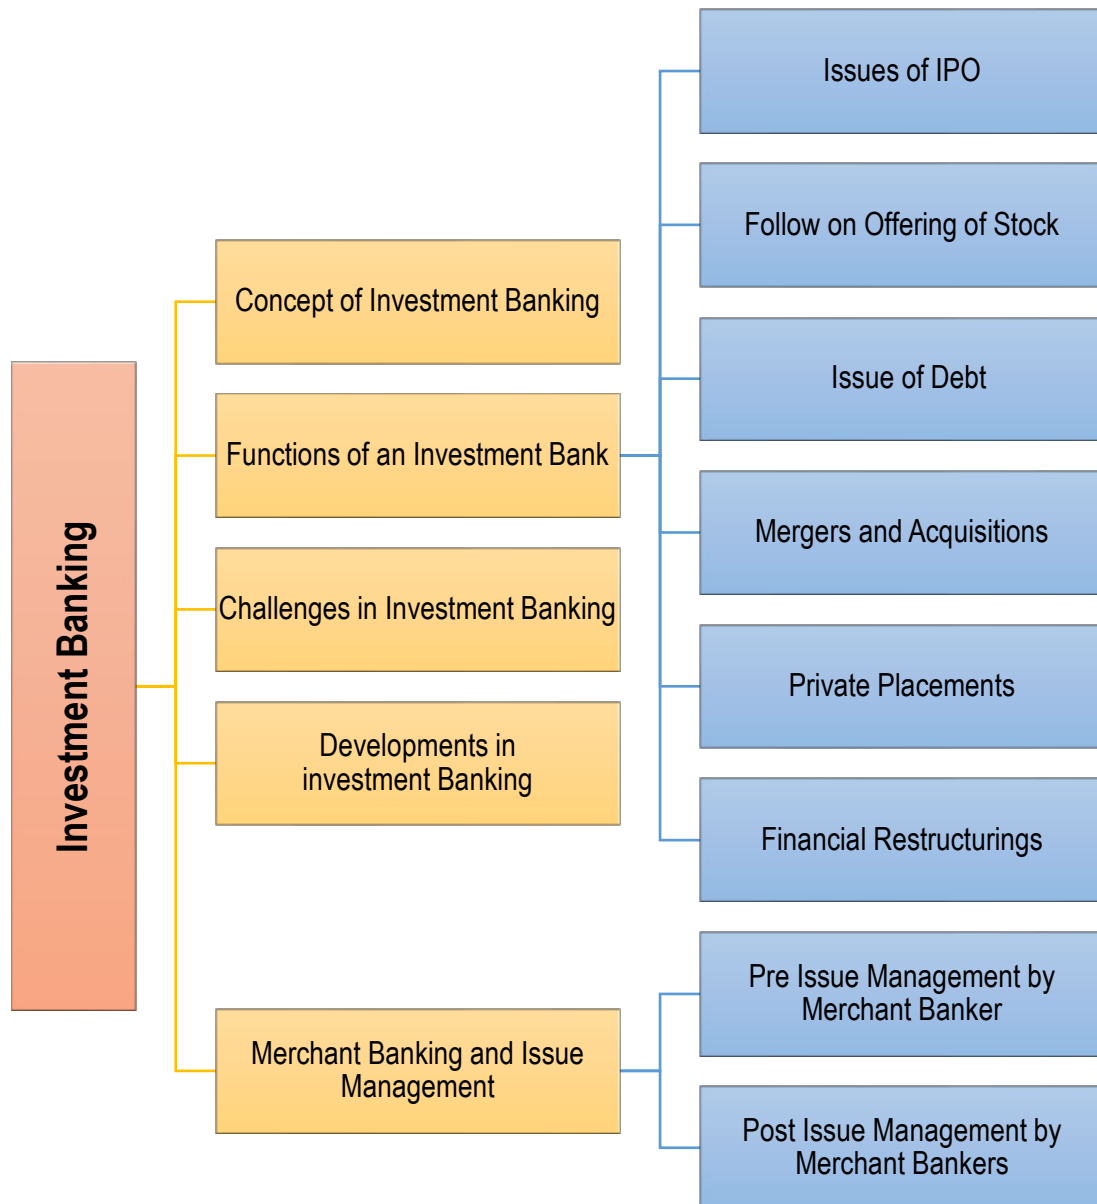 Investment Banking
Concept of Investment Banking
Functions of an Investment Bank
Challenges in Investment Banking
Developments in
investment Banking
Merchant Banking and Issue
Management
Issues of IPO
Follow on Offering of Stock
Issue of Debt
Mergers and Acquisitions
Private Placements
Financial Restructurings
Pre Issue Management by
Merchant Banker
Post Issue Management by
Merchant Bankers